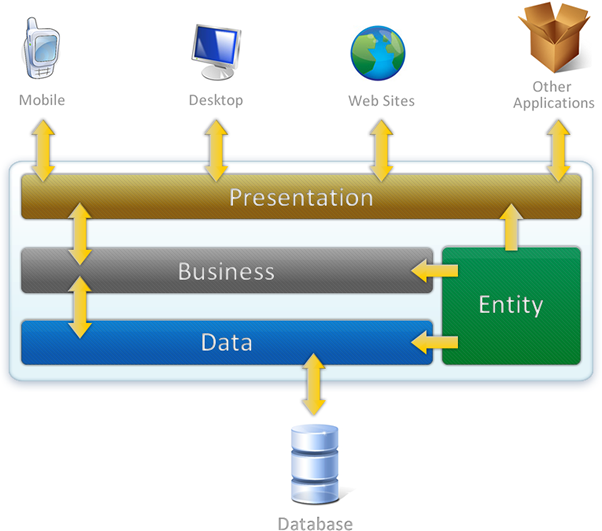 Mobile
Desktop
Web Sites
Other
Applications
Presentation
Business
Entity
Data
Database